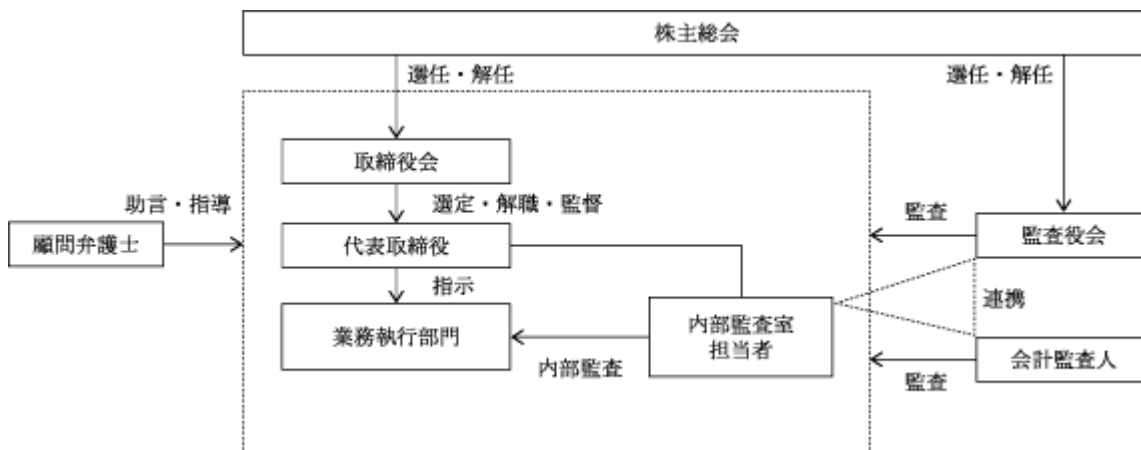 株主総会
選任・解任
選任・解任
取締役会
助言・指導
選定・解職・監督
監査
顧問弁護士
代表取締役
監査役会
指示
連携
業務執行部門
内部監査室
担当者
内部監査
会計監査人
監査